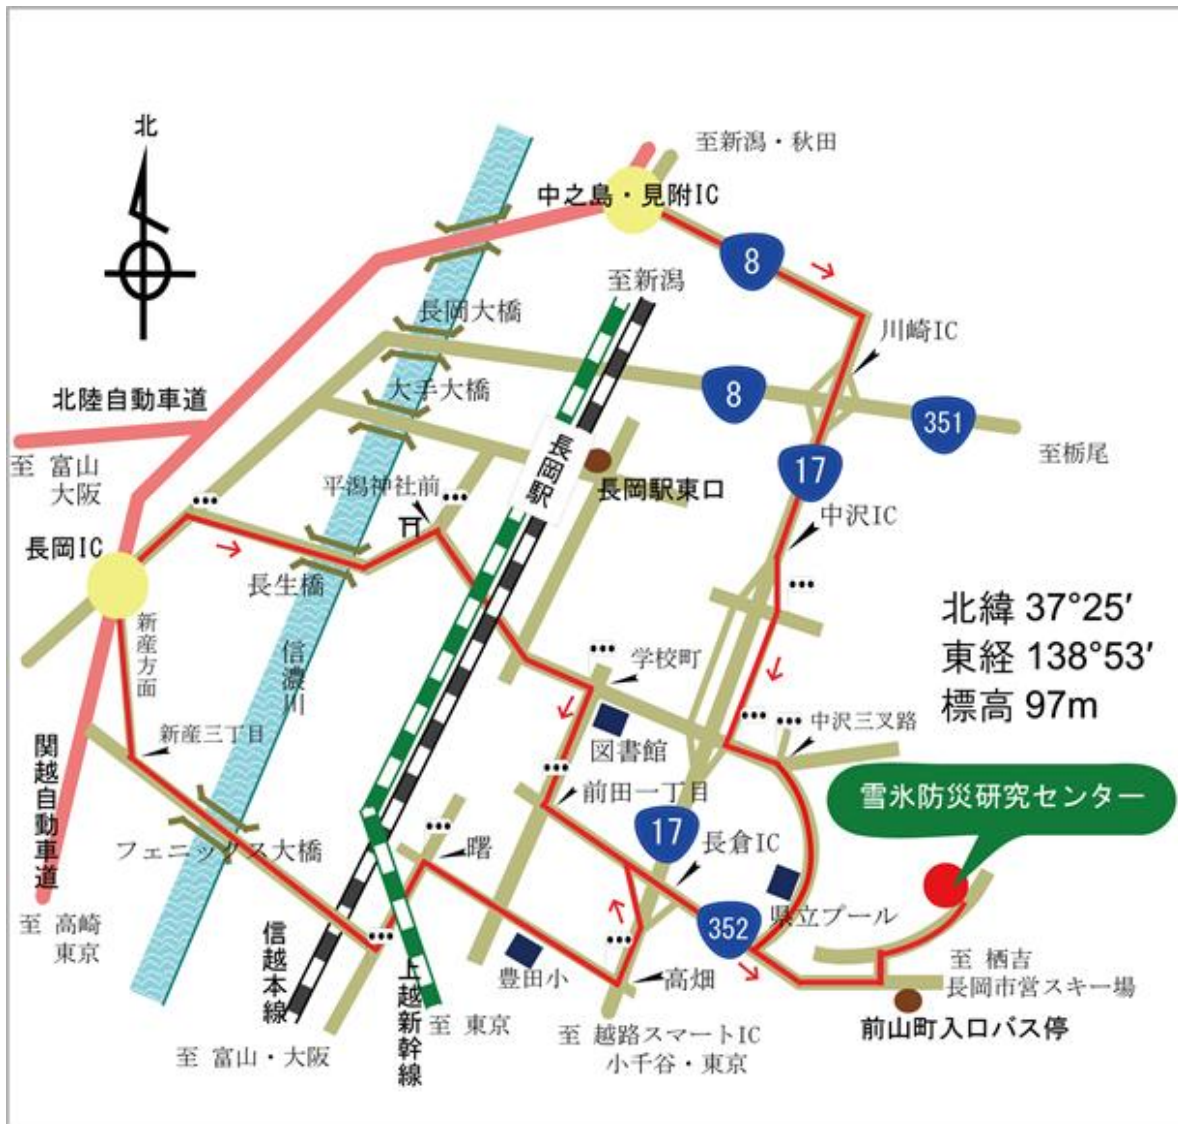 北
至新潟・秋田
中之島・見附IC
8
至新潟
長岡大橋
川崎IC
大手大橋
北陸自動車道
8
351
至 富山
大阪
至栃尾
長岡駅
17
平潟神社前
長岡駅東口
中沢IC
長岡IC
長生橋
新産方面
信濃川
北緯 37°25′
東経 138°53′
標高 97m
学校町
中沢三叉路
新産三丁目
図書館
関越自動車道
前田一丁目
雪氷防災研究センター
17
フェニックス大橋
曙
長倉IC
県立プール
352
至 高崎
東京
信越本線
上越新幹線
豊田小
高畑
至 栖吉
長岡市営スキー場
至 東京
至 越路スマートIC
小千谷・東京
前山町入口バス停
至 富山・大阪